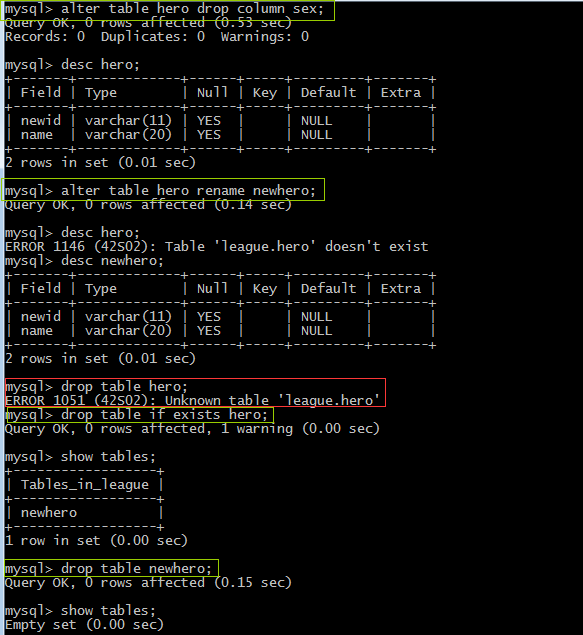 mysql> alter table hero drop column sex;
Query OK, 0 rows affected (0.53 sec)
Records: 0  Duplicates: 0  Warnings: 0
mysql> desc hero;
+-------+-------------+------+-----+---------+-------+
| Field | Type        | Null | Key | Default | Extra |
+-------+-------------+------+-----+---------+-------+
| newid | varchar(11) | YES  |     | NULL    |       |
| name  | varchar(20) | YES  |     | NULL    |       |
+-------+-------------+------+-----+---------+-------+
2 rows in set (0.01 sec)
mysql> alter table hero rename newhero;
Query OK, 0 rows affected (0.14 sec)
mysql> desc hero;
ERROR 1146 (42S02): Table 'league.hero' doesn't exist
mysql> desc newhero;
+-------+-------------+------+-----+---------+-------+
| Field | Type        | Null | Key | Default | Extra |
+-------+-------------+------+-----+---------+-------+
| newid | varchar(11) | YES  |     | NULL    |       |
| name  | varchar(20) | YES  |     | NULL    |       |
+-------+-------------+------+-----+---------+-------+
2 rows in set (0.01 sec)
mysql> drop table hero;
ERROR 1051 (42S02): Unknown table 'league.hero'
mysql> drop table if exists hero;
Query OK, 0 rows affected, 1 warning (0.00 sec)
mysql> show tables;
+------------------+
| Tables_in_league |
+------------------+
| newhero          |
+------------------+
1 row in set (0.00 sec)
mysql> drop table newhero;
Query OK, 0 rows affected (0.15 sec)
mysql> show tables;
Empty set (0.00 sec)